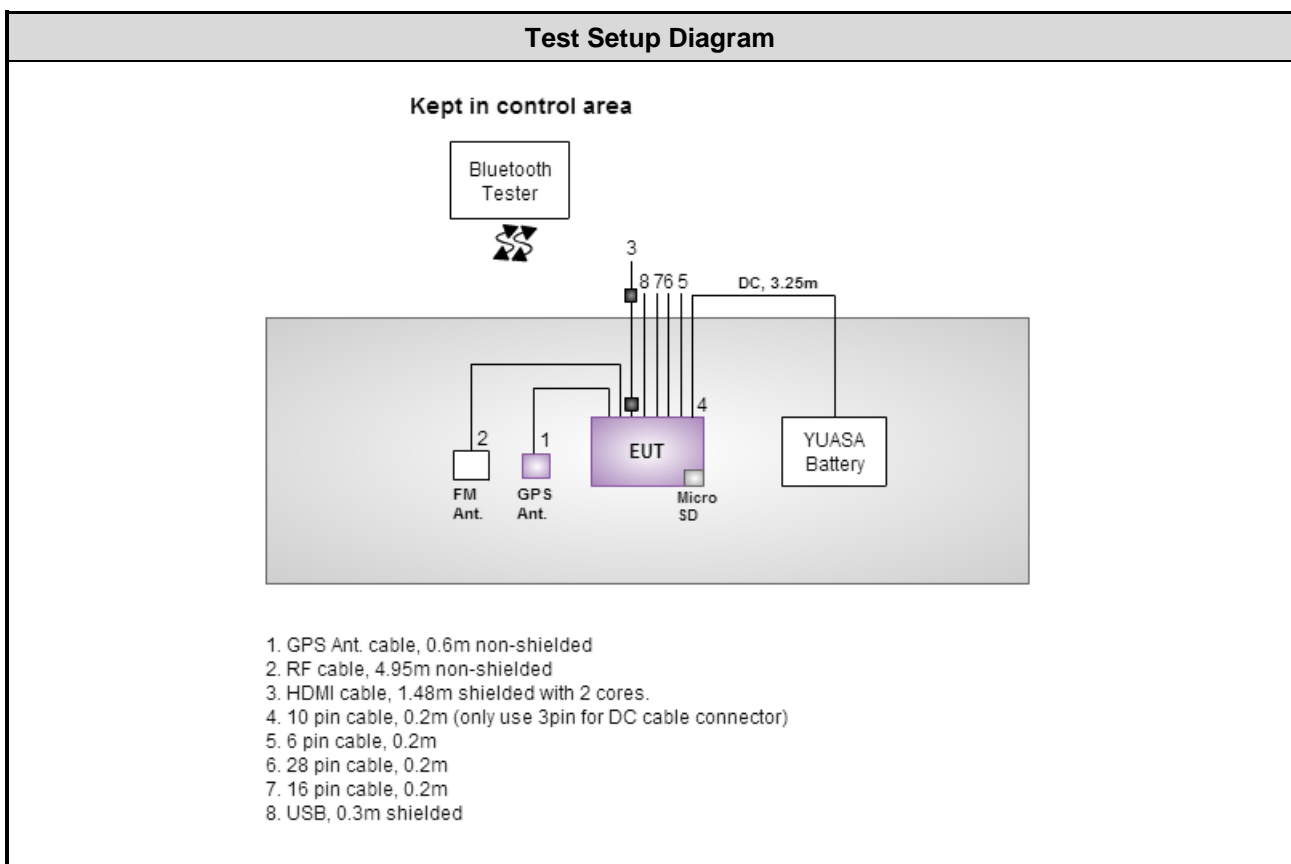 Test Setup Diagram
Kept in control area
Bluetooth
Tester
3
8 7 6 5
DC, 3.25m
4
2
1
EUT
YUASA
Battery
FM
Ant.
GPS
Ant.
Micro
SD
1. GPS Ant. cable, 0.6m non-shielded
2. RF cable, 4.95m non-shielded
3. HDMI cable, 1.48m shielded with 2 cores.
4. 10 pin cable, 0.2m (only use 3pin for DC cable connector)
5. 6 pin cable, 0.2m
6. 28 pin cable, 0.2m
7. 16 pin cable, 0.2m
8. USB, 0.3m shielded